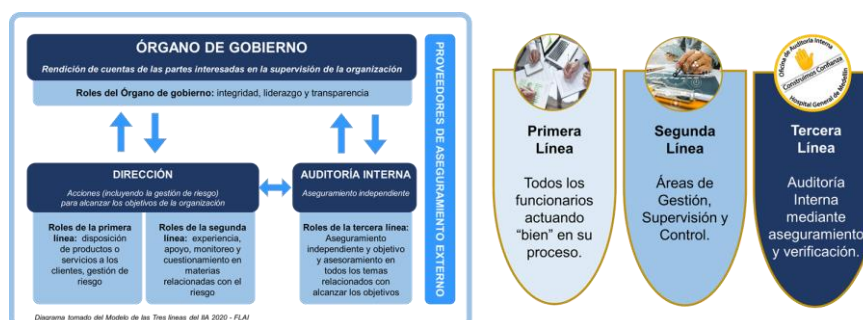 ÓRGANO DE GOBIERNO
Rendición de cuentas de las partes interesadas en la supervisión de la organización
Roles del Órgano de gobierno: integridad, liderazgo y transparencia
DIRECCIÓN
Acciones (incluyendo la gestión de riesgo)
para alcanzar los objetivos de la organización
Roles de la primera
línea: disposición
de productos o
servicios a los
clientes, gestión de
riesgo
Roles de la segunda
línea: experiencia,
apoyo, monitoreo y
cuestionamiento en
materias
relacionadas con el
riesgo
AUDITORÍA INTERNA
Aseguramiento independiente
Roles de la tercera línea:
Aseguramiento
independiente y objetivo
y asesoramiento en
todos los temas
relacionados con
alcanzar los objetivos
PROVEEDORES DE ASEGURAMIENTO EXTERNO
Diagrama tomado del Modelo de las Tres líneas del IIA 2020 - FLAI
Primera
Línea
Todos los
funcionarios
actuando
“bien” en su
proceso.
Segunda
Línea
Áreas de
Gestión,
Supervisión y
Control.
Oficina de Auditoría Interna
Construimos Confianza
Hospital General de Medellín
Tercera
Línea
Auditoría
Interna
mediante
aseguramiento
y verificación.